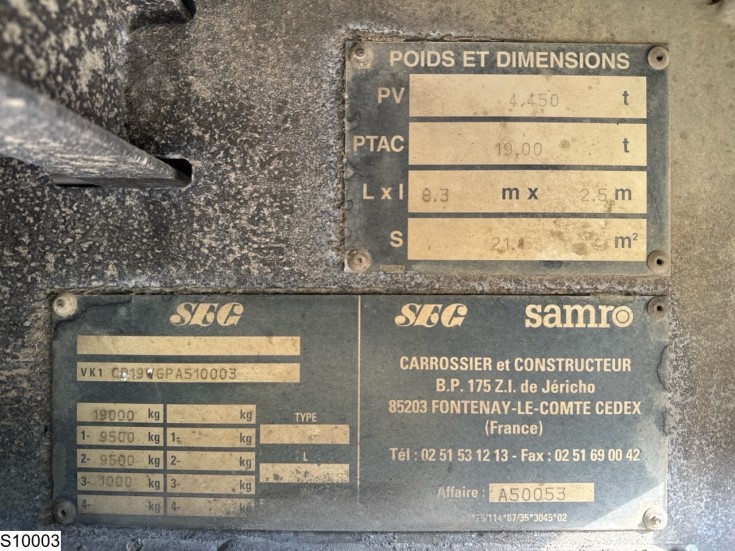 POIDS ET DIMENSIONS
PV 4.450 t
PTAC 19.00 t
L x l 8.3 m x 2.5 m
S m²
SEG
VK1
19000 kg kg
1- 9500 kg 1- kg
2- 9500 kg 2- kg
3- 1000 kg 3- kg
4- kg 4- kg
TYPE
L
SEG samro
CARROSSIER et CONSTRUCTEUR
B.P. 175 Z.I. de Jéricho
85203 FONTENAY-LE-COMTE CEDEX
(France)
Tél : 02 51 53 12 13 - Fax : 02 51 69 00 42
Affaire : A50053
S10003